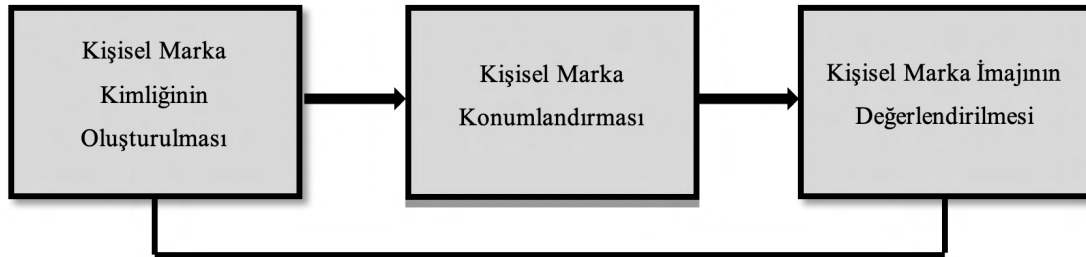 Kişisel Marka
Kimliğinin
Oluşturulması
Kişisel Marka
Konumlandırması
Kişisel Marka İmajının
Değerlendirilmesi